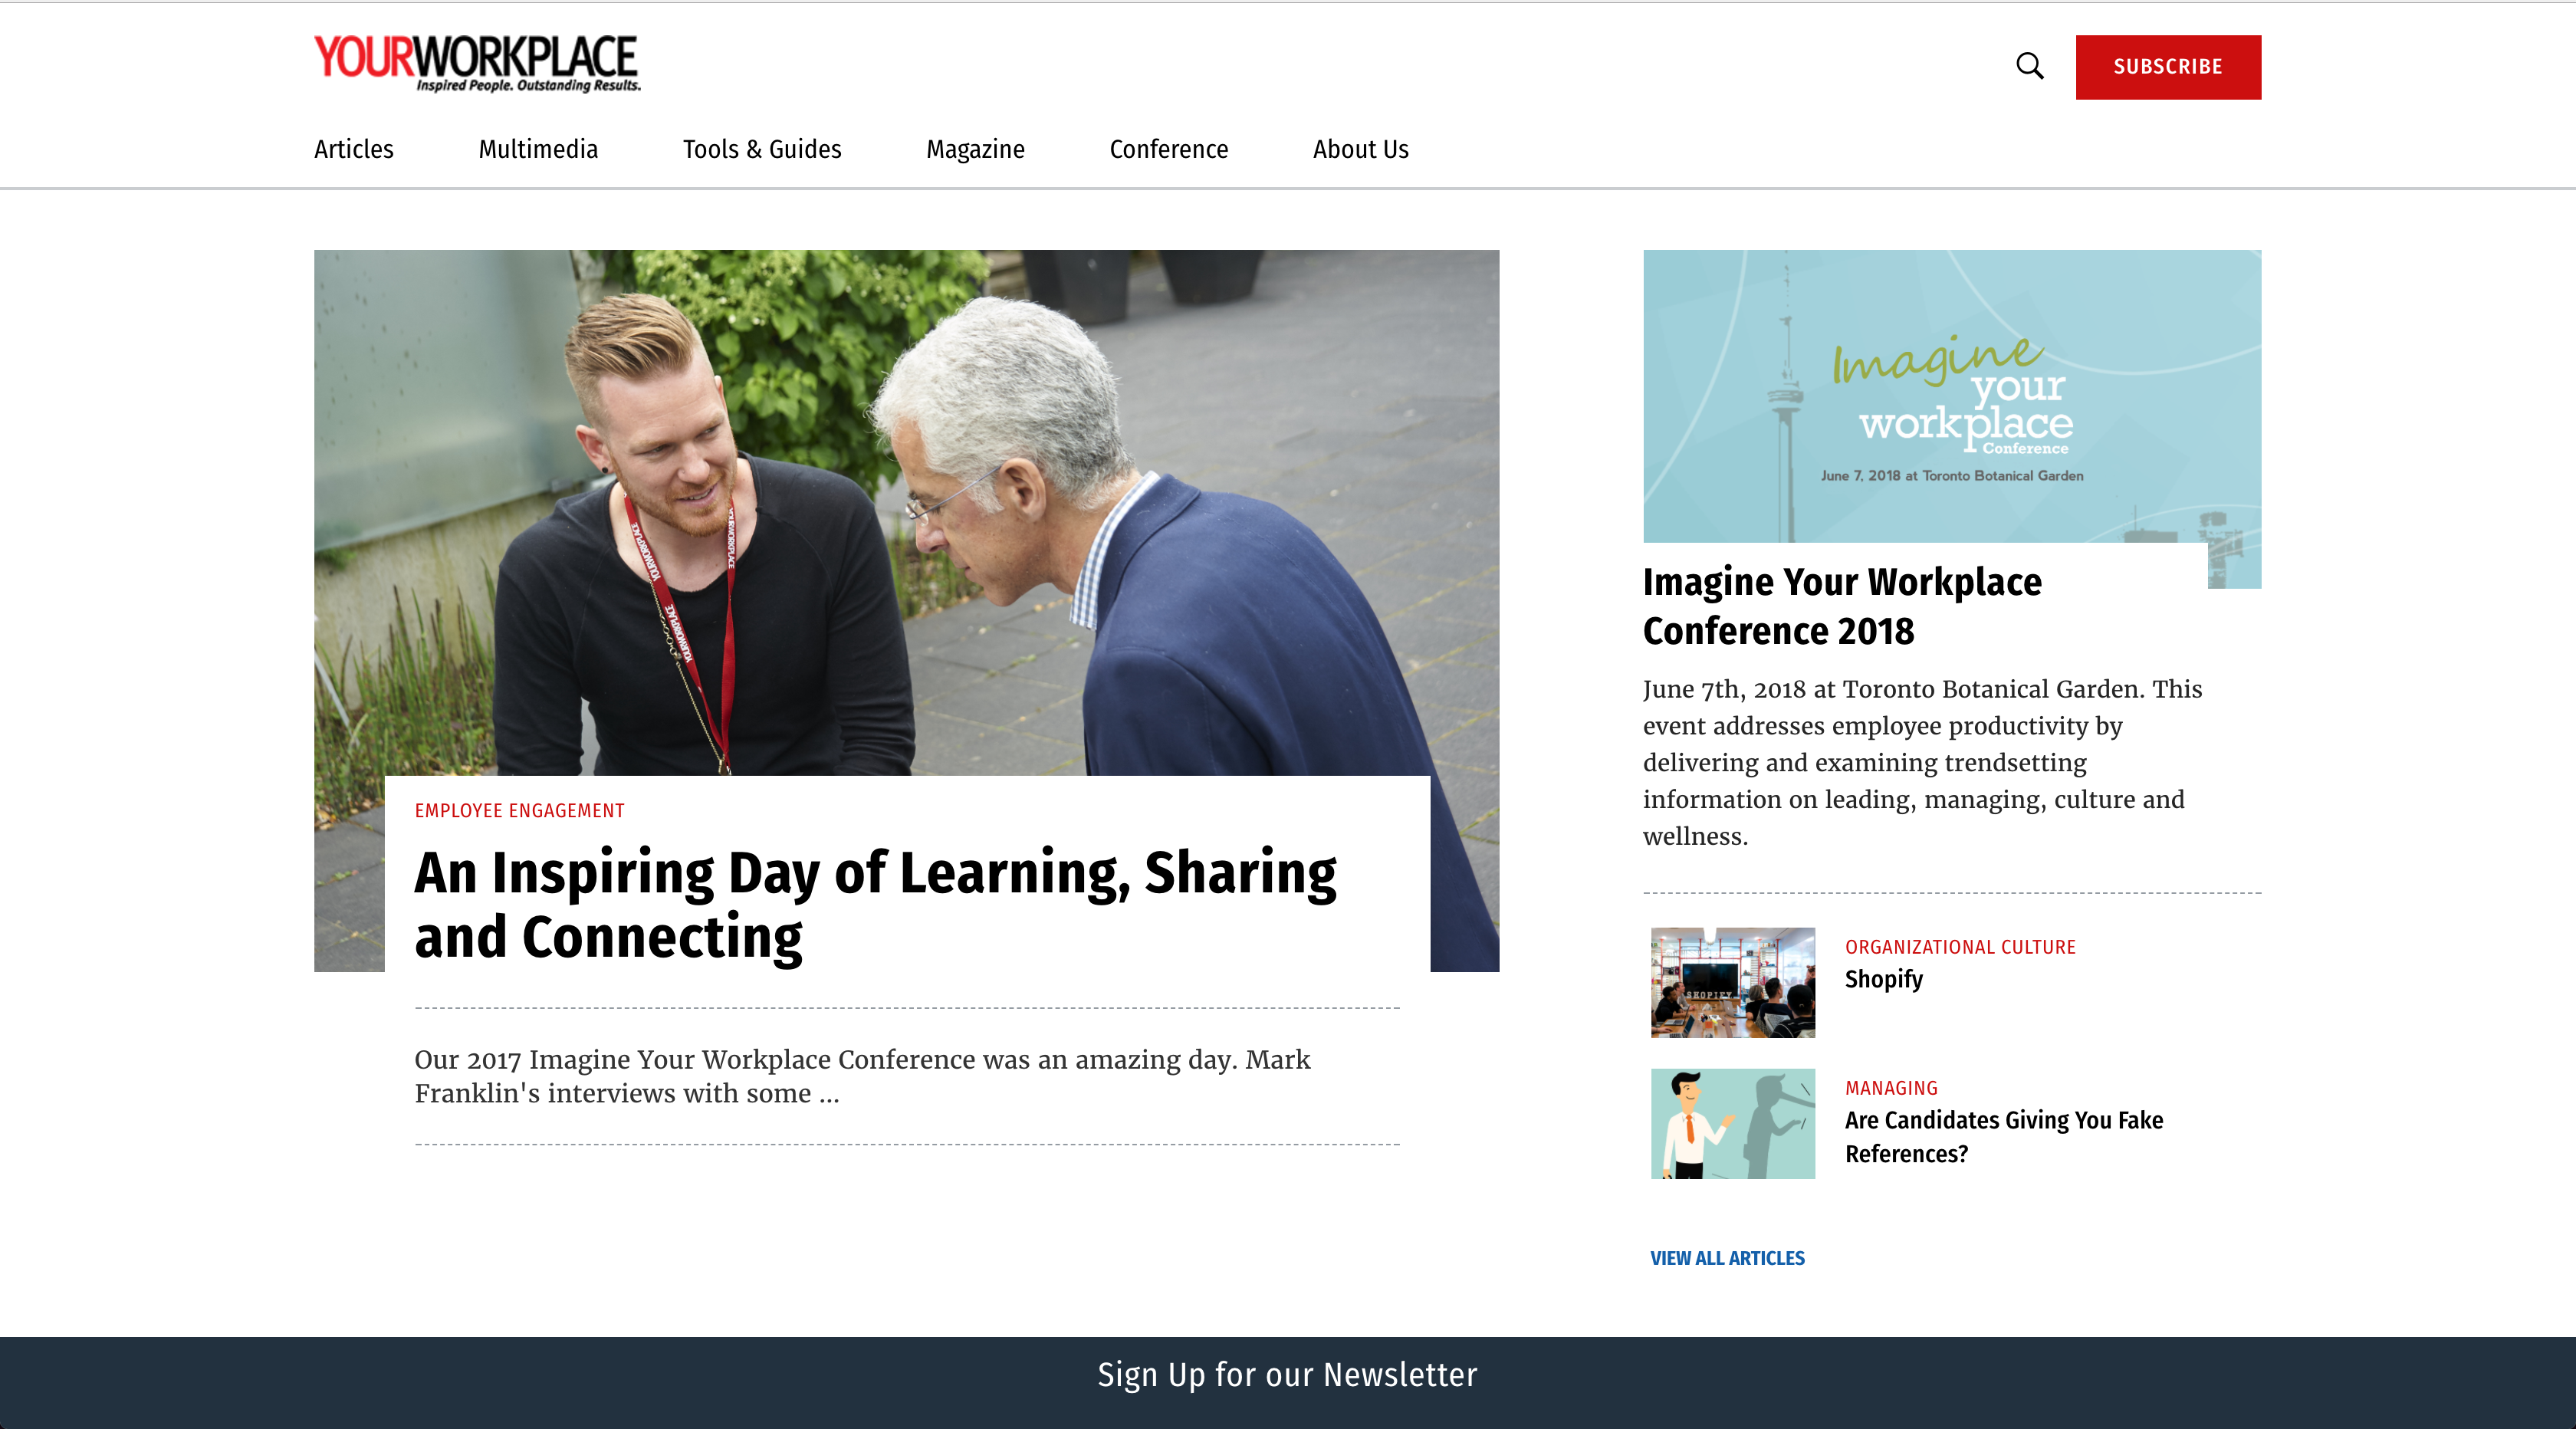 YOURWORKPLACE
Inspired People. Outstanding Results.
SUBSCRIBE
Articles
Multimedia
Tools & Guides
Magazine
Conference
About Us
YOURWORKPLACE
YOURWORKPLACE
YOURWORKPLACE
EMPLOYEE ENGAGEMENT
An Inspiring Day of Learning, Sharing
and Connecting
Our 2017 Imagine Your Workplace Conference was an amazing day. Mark
Franklin's interviews with some ...
Imagine
your
workplace
Conference
June 7, 2018 at Toronto Botanical Garden
Imagine Your Workplace
Conference 2018
June 7th, 2018 at Toronto Botanical Garden. This
event addresses employee productivity by
delivering and examining trendsetting
information on leading, managing, culture and
wellness.
SHOPIFY
ORGANIZATIONAL CULTURE
Shopify
MANAGING
Are Candidates Giving You Fake
References?
VIEW ALL ARTICLES
Sign Up for our Newsletter